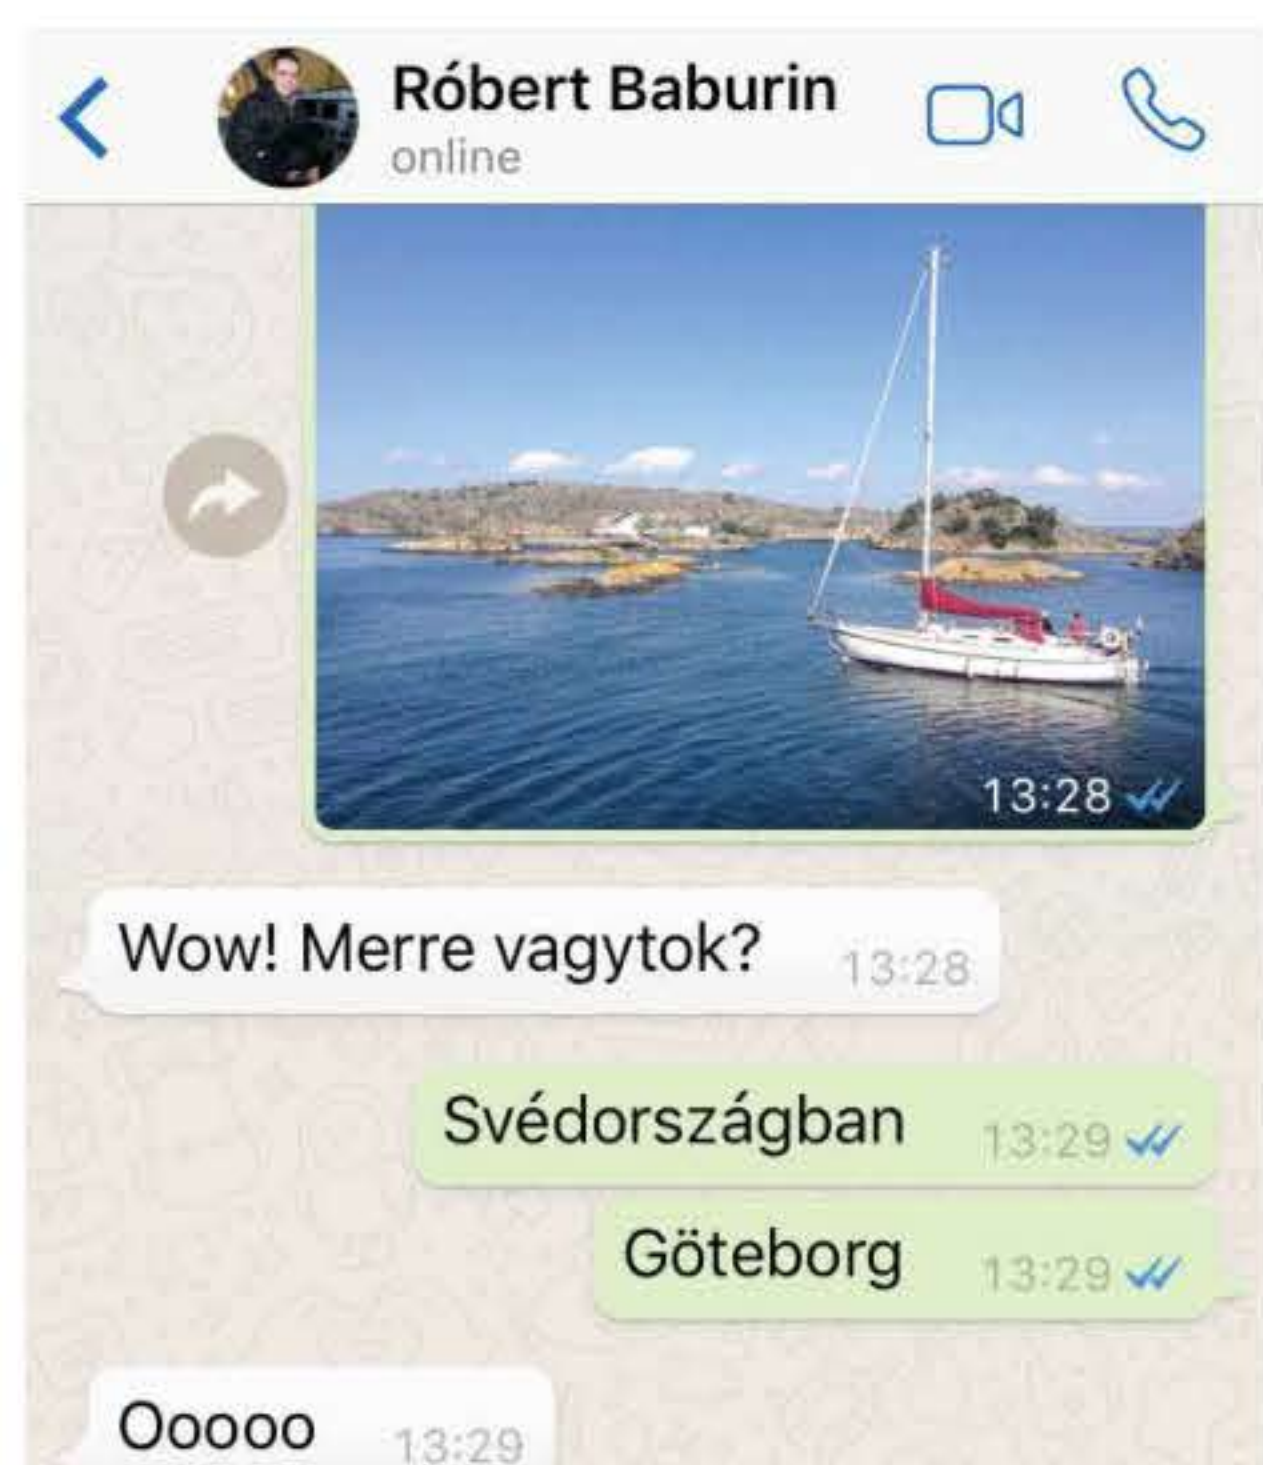 Róbert Baburin
online
13:28
Wow! Merre vagytok? 13:28
Svédországban 13:29
Göteborg 13:29
Ooooo 13:29